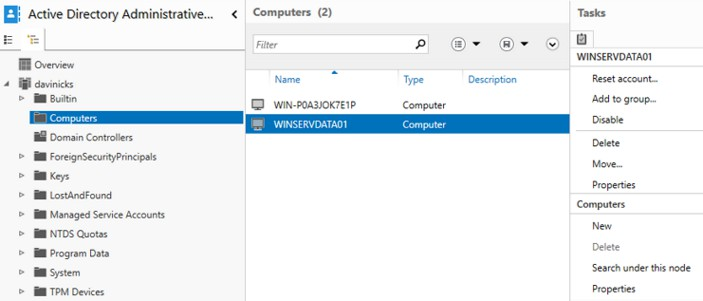 Active Directory Administrative...
Overview
davinicks
Builtin
Computers
Domain Controllers
ForeignSecurityPrincipals
Keys
LostAndFound
Managed Service Accounts
NTDS Quotas
Program Data
System
TPM Devices
Computers (2)
Filter
Name Type Description
WIN-P0A3JOK7E1P Computer
WINSERVDATA01 Computer
Tasks
WINSERVDATA01
Reset account...
Add to group...
Disable
Delete
Move...
Properties
Computers
New
Delete
Search under this node
Properties